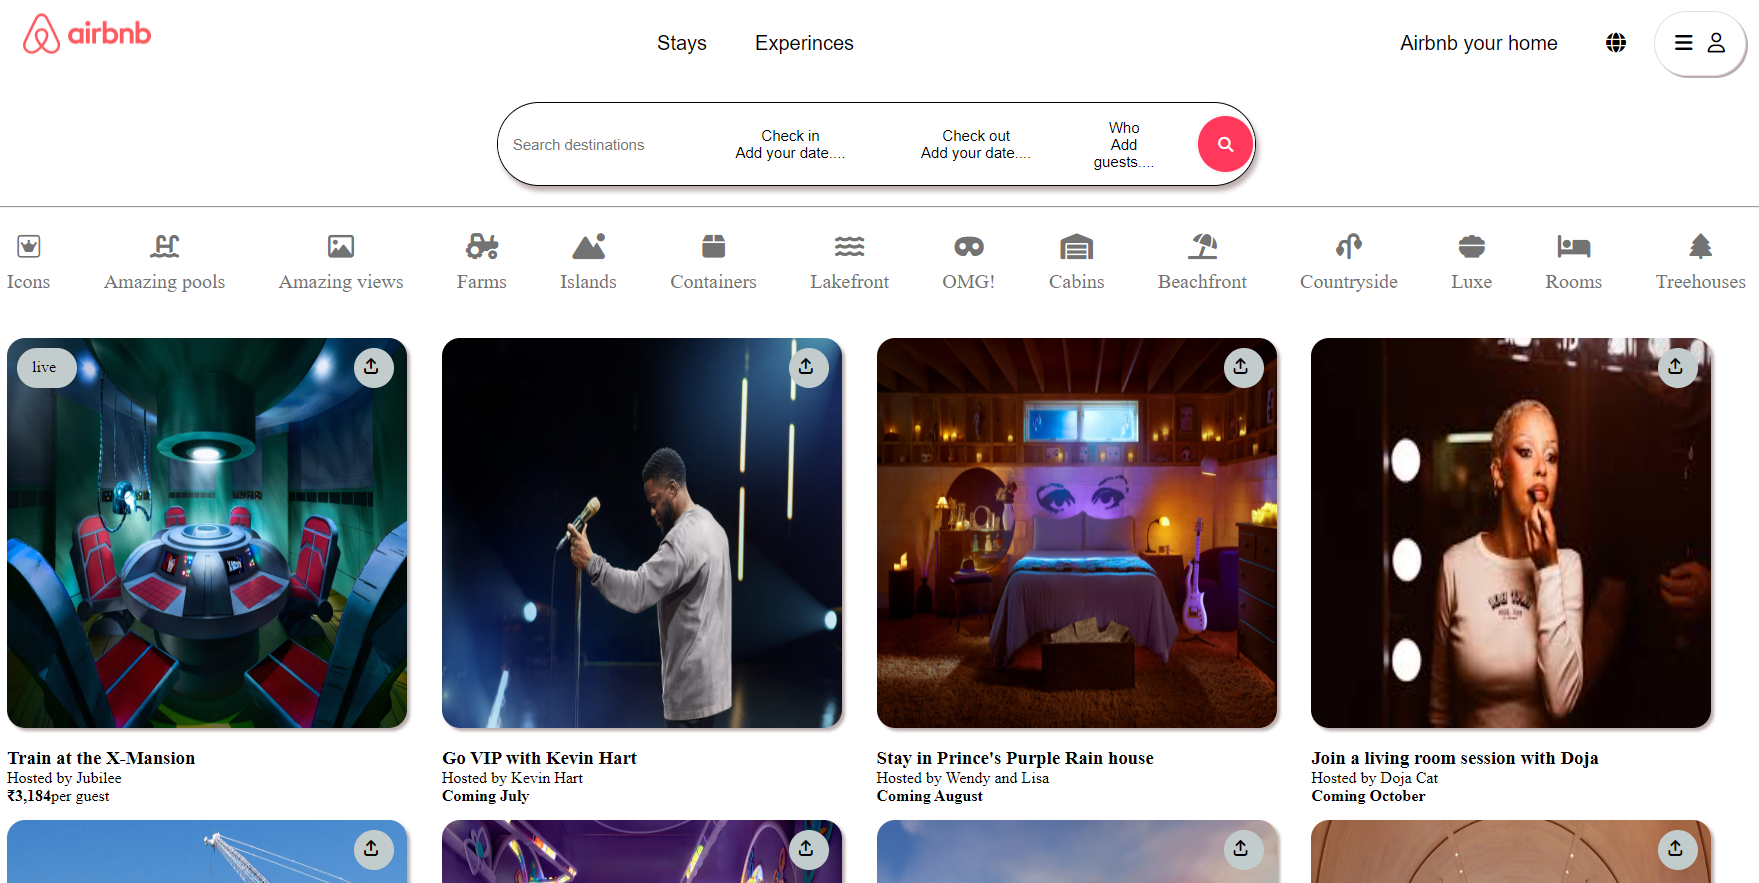 airbnb
Stays
Experinces
Airbnb your home
Search destinations
Check in
Add your date....
Check out
Add your date....
Who
Add
guests....
Icons
Amazing pools
Amazing views
Farms
Islands
Containers
Lakefront
OMG!
Cabins
Beachfront
Countryside
Luxe
Rooms
Treehouses
live
Train at the X-Mansion
Hosted by Jubilee
₹3,184per guest
Go VIP with Kevin Hart
Hosted by Kevin Hart
Coming July
Stay in Prince's Purple Rain house
Hosted by Wendy and Lisa
Coming August
Join a living room session with Doja
Hosted by Doja Cat
Coming October